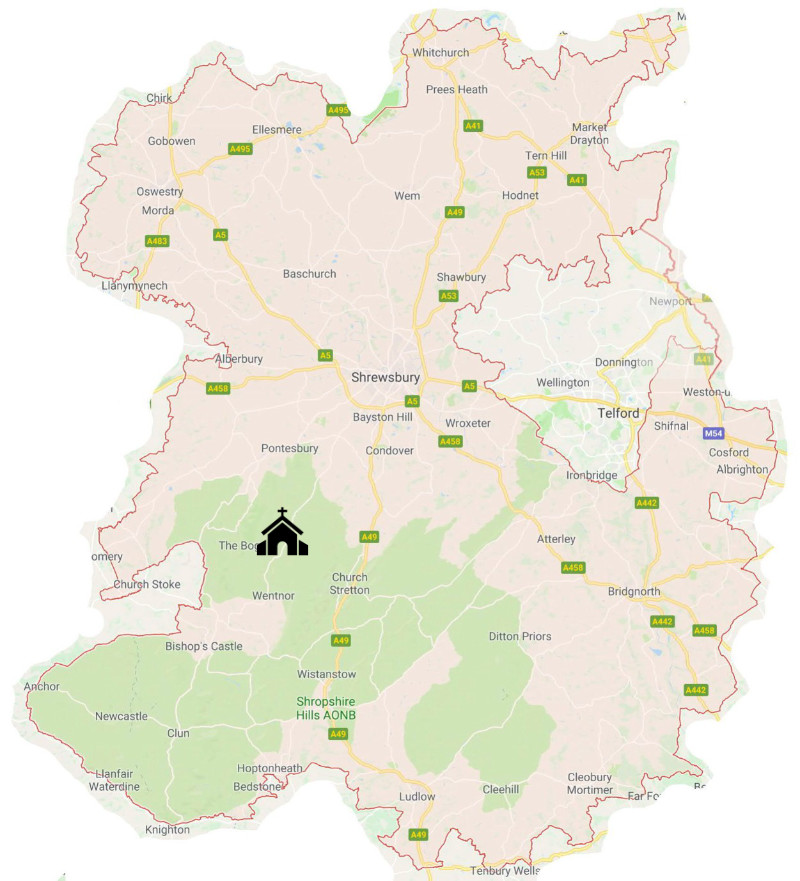 M
Whitchurch
Prees Heath
Chirk
A495
Ellesmere
A41
Market
Drayton
Gobowen
A495
Tern Hill
A53
A41
Oswestry
Wem
Hodnet
Morda
A49
A5
A483
Baschurch
Shawbury
Llanymynech
A53
Newport
Alberbury
A5
Donnington
A41
Shrewsbury
Wellington
A458
A5
Weston-u
A5
Telford
Bayston Hill
Wroxeter
Shifnal
M54
A458
Pontesbury
Condover
Cosford
Albrighton
Ironbridge
A442
A49
Atterley
The Bo
omery
A458
Church Stoke
Church
Stretton
Wentnor
Bridgnorth
A442
A458
A49
Ditton Priors
Bishop's Castle
Wistanstow
Anchor
A442
Shropshire
Hills AONB
Newcastle
Clun
A49
Hoptonheath
Llanfair
Waterdine
Bedstone
Cleobury
Mortimer
Cleehill
Ludlow
Far Fo
Knighton
A49
Tenbury Wells